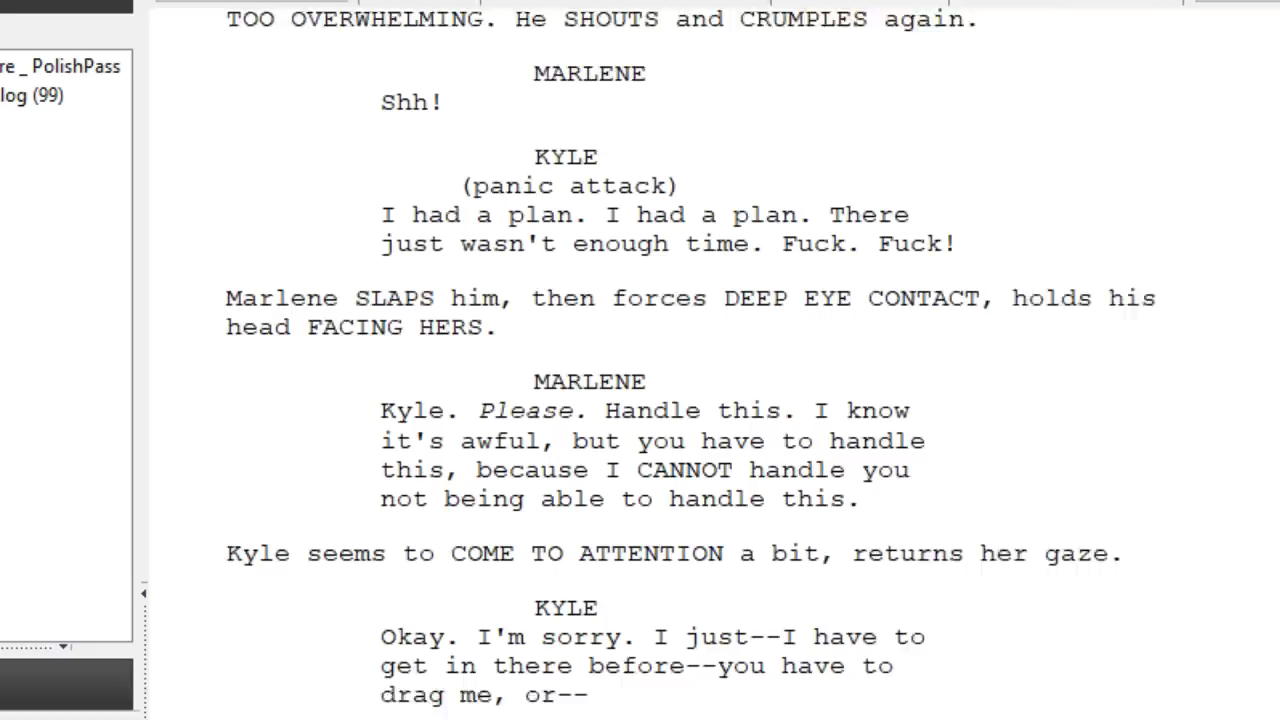 TOO OVERWHELMING. He SHOUTS and CRUMPLES again.
re _ PolishPass
log (99)
MARLENE
Shh!
KYLE
(panic attack)
I had a plan. I had a plan. There
just wasn't enough time. Fuck. Fuck!
Marlene SLAPS him, then forces DEEP EYE CONTACT, holds his
head FACING HERS.
MARLENE
Kyle. Please. Handle this. I know
it's awful, but you have to handle
this, because I CANNOT handle you
not being able to handle this.
Kyle seems to COME TO ATTENTION a bit, returns her gaze.
KYLE
Okay. I'm sorry. I just--I have to
get in there before--you have to
drag me, or--